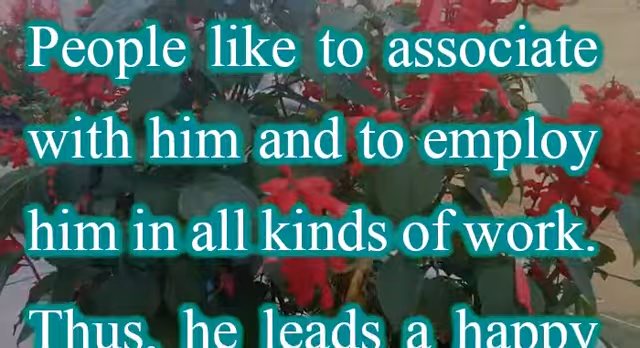 People like to associate
with him and to employ
him in all kinds of work.
Thus, he leads a happy